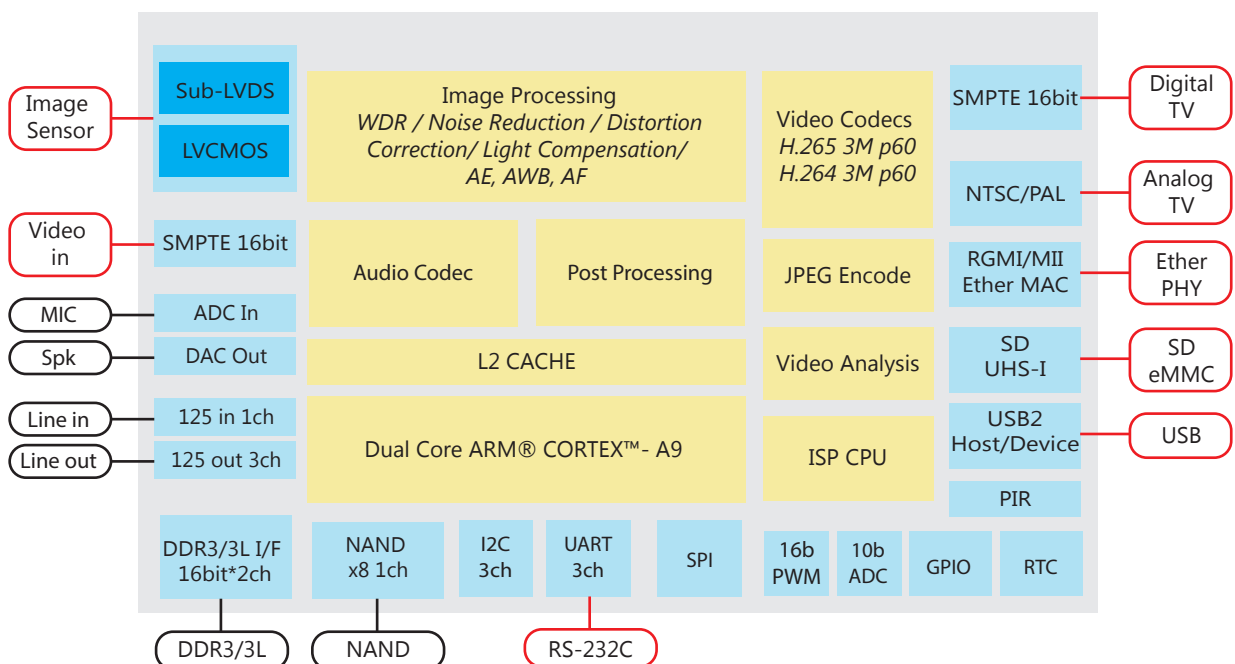 Image
Sensor
Sub-LVDS
LVCMOS
Image Processing
WDR / Noise Reduction / Distortion
Correction/ Light Compensation/
AE, AWB, AF
Video Codecs
H.265 3M p60
H.264 3M p60
SMPTE 16bit
Digital
TV
NTSC/PAL
Analog
TV
Video
in
SMPTE 16bit
Audio Codec
Post Processing
JPEG Encode
RGMI/MII
Ether MAC
Ether
PHY
MIC
ADC In
Spk
DAC Out
L2 CACHE
Video Analysis
SD
UHS-I
SD
eMMC
Line in
125 in 1ch
Line out
125 out 3ch
Dual Core ARM® CORTEX™- A9
ISP CPU
USB2
Host/Device
USB
PIR
DDR3/3L I/F
16bit*2ch
NAND
x8 1ch
I2C
3ch
UART
3ch
SPI
16b
PWM
10b
ADC
GPIO
RTC
DDR3/3L
NAND
RS-232C